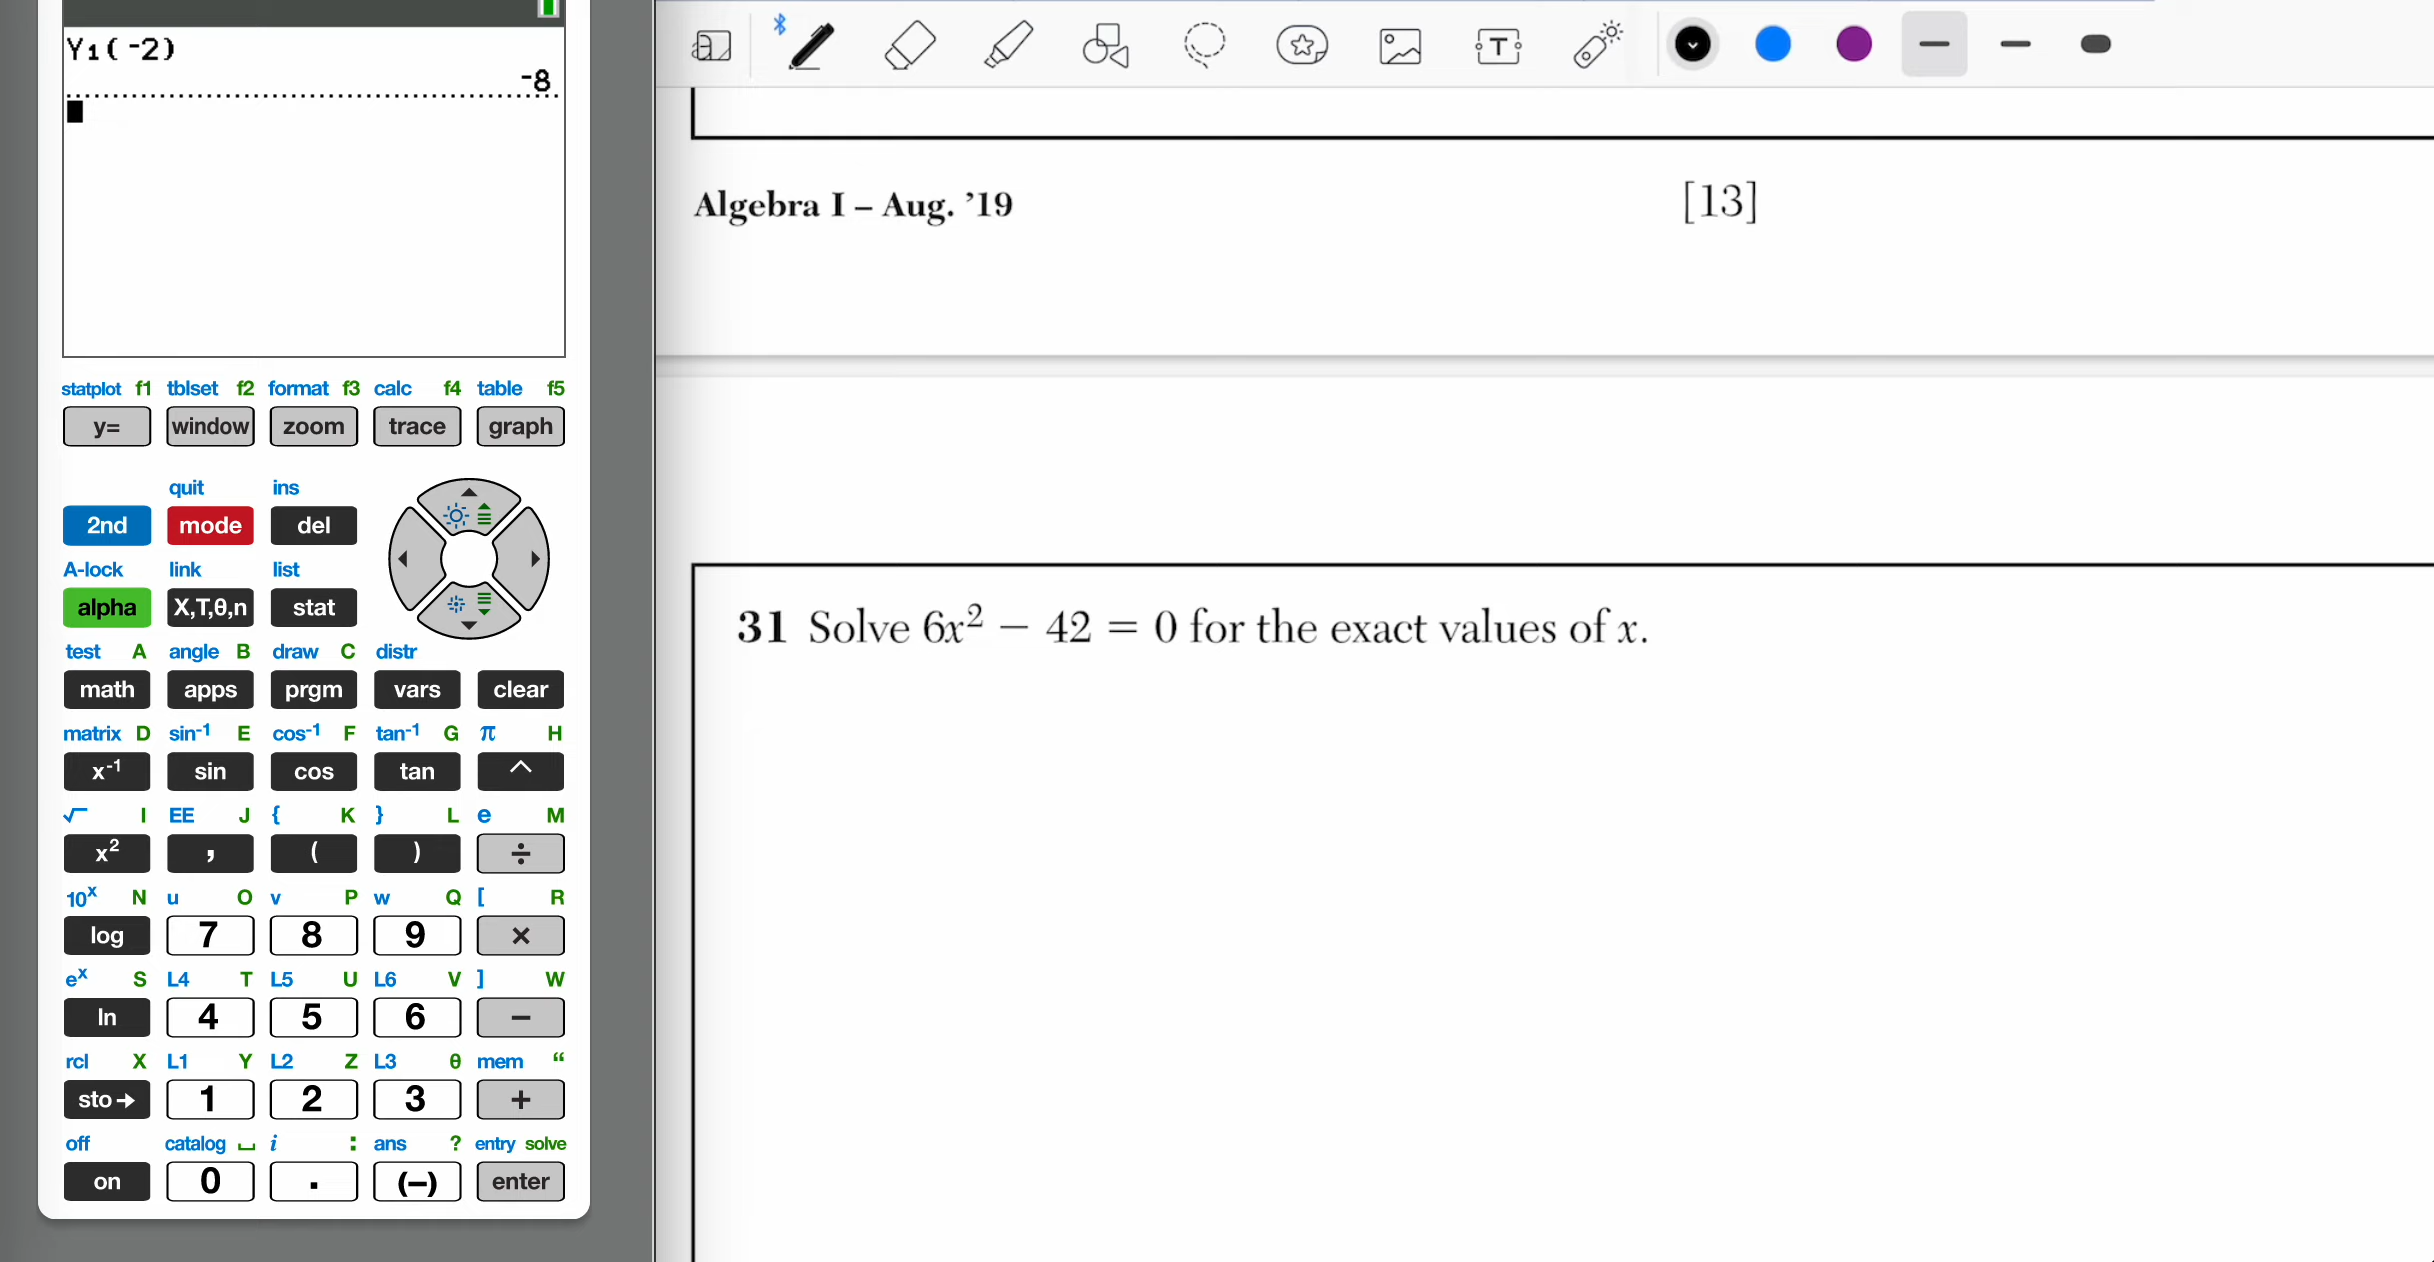 Y₁(-2)
-8
statplot f1 tblset f2 format f3 calc f4 table f5
y= window zoom trace graph
quit ins
2nd mode del
A-lock link list
alpha X,T,θ,n stat
test A angle B draw C distr
math apps prgm vars clear
matrix D sin⁻¹ E cos⁻¹ F tan⁻¹ G π H
x⁻¹ sin cos tan ^
√ I EE J { K } L e M
x² , ( ) ÷
10ˣ N u O v P w Q [ R
log 7 8 9 ×
eˣ S L4 T L5 U L6 V ] W
ln 4 5 6 −
rcl X L1 Y L2 Z L3 θ mem “
sto→ 1 2 3 +
off catalog ⎵ i : ans ? entry solve
on 0 . (−) enter
a T
Algebra I – Aug. ’19 [13]
31 Solve 6x² − 42 = 0 for the exact values of x.